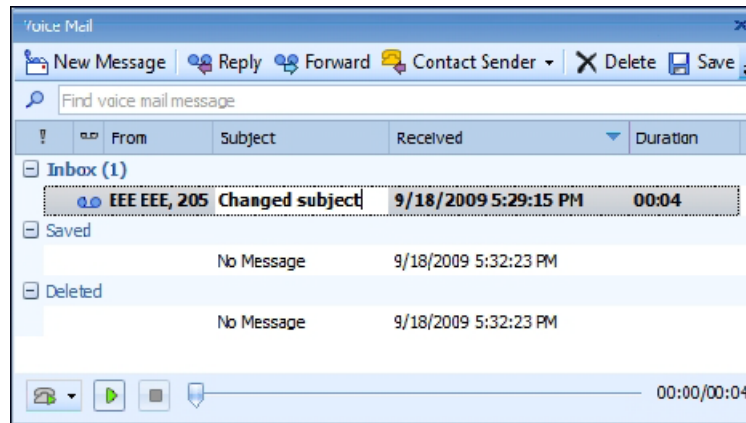 Voice Mail
New Message Reply Forward Contact Sender Delete Save
Find voice mail message
! From Subject Received Duration
Inbox (1)
EEE EEE, 205 Changed subject 9/18/2009 5:29:15 PM 00:04
Saved
No Message 9/18/2009 5:32:23 PM
Deleted
No Message 9/18/2009 5:32:23 PM
00:00/00:04